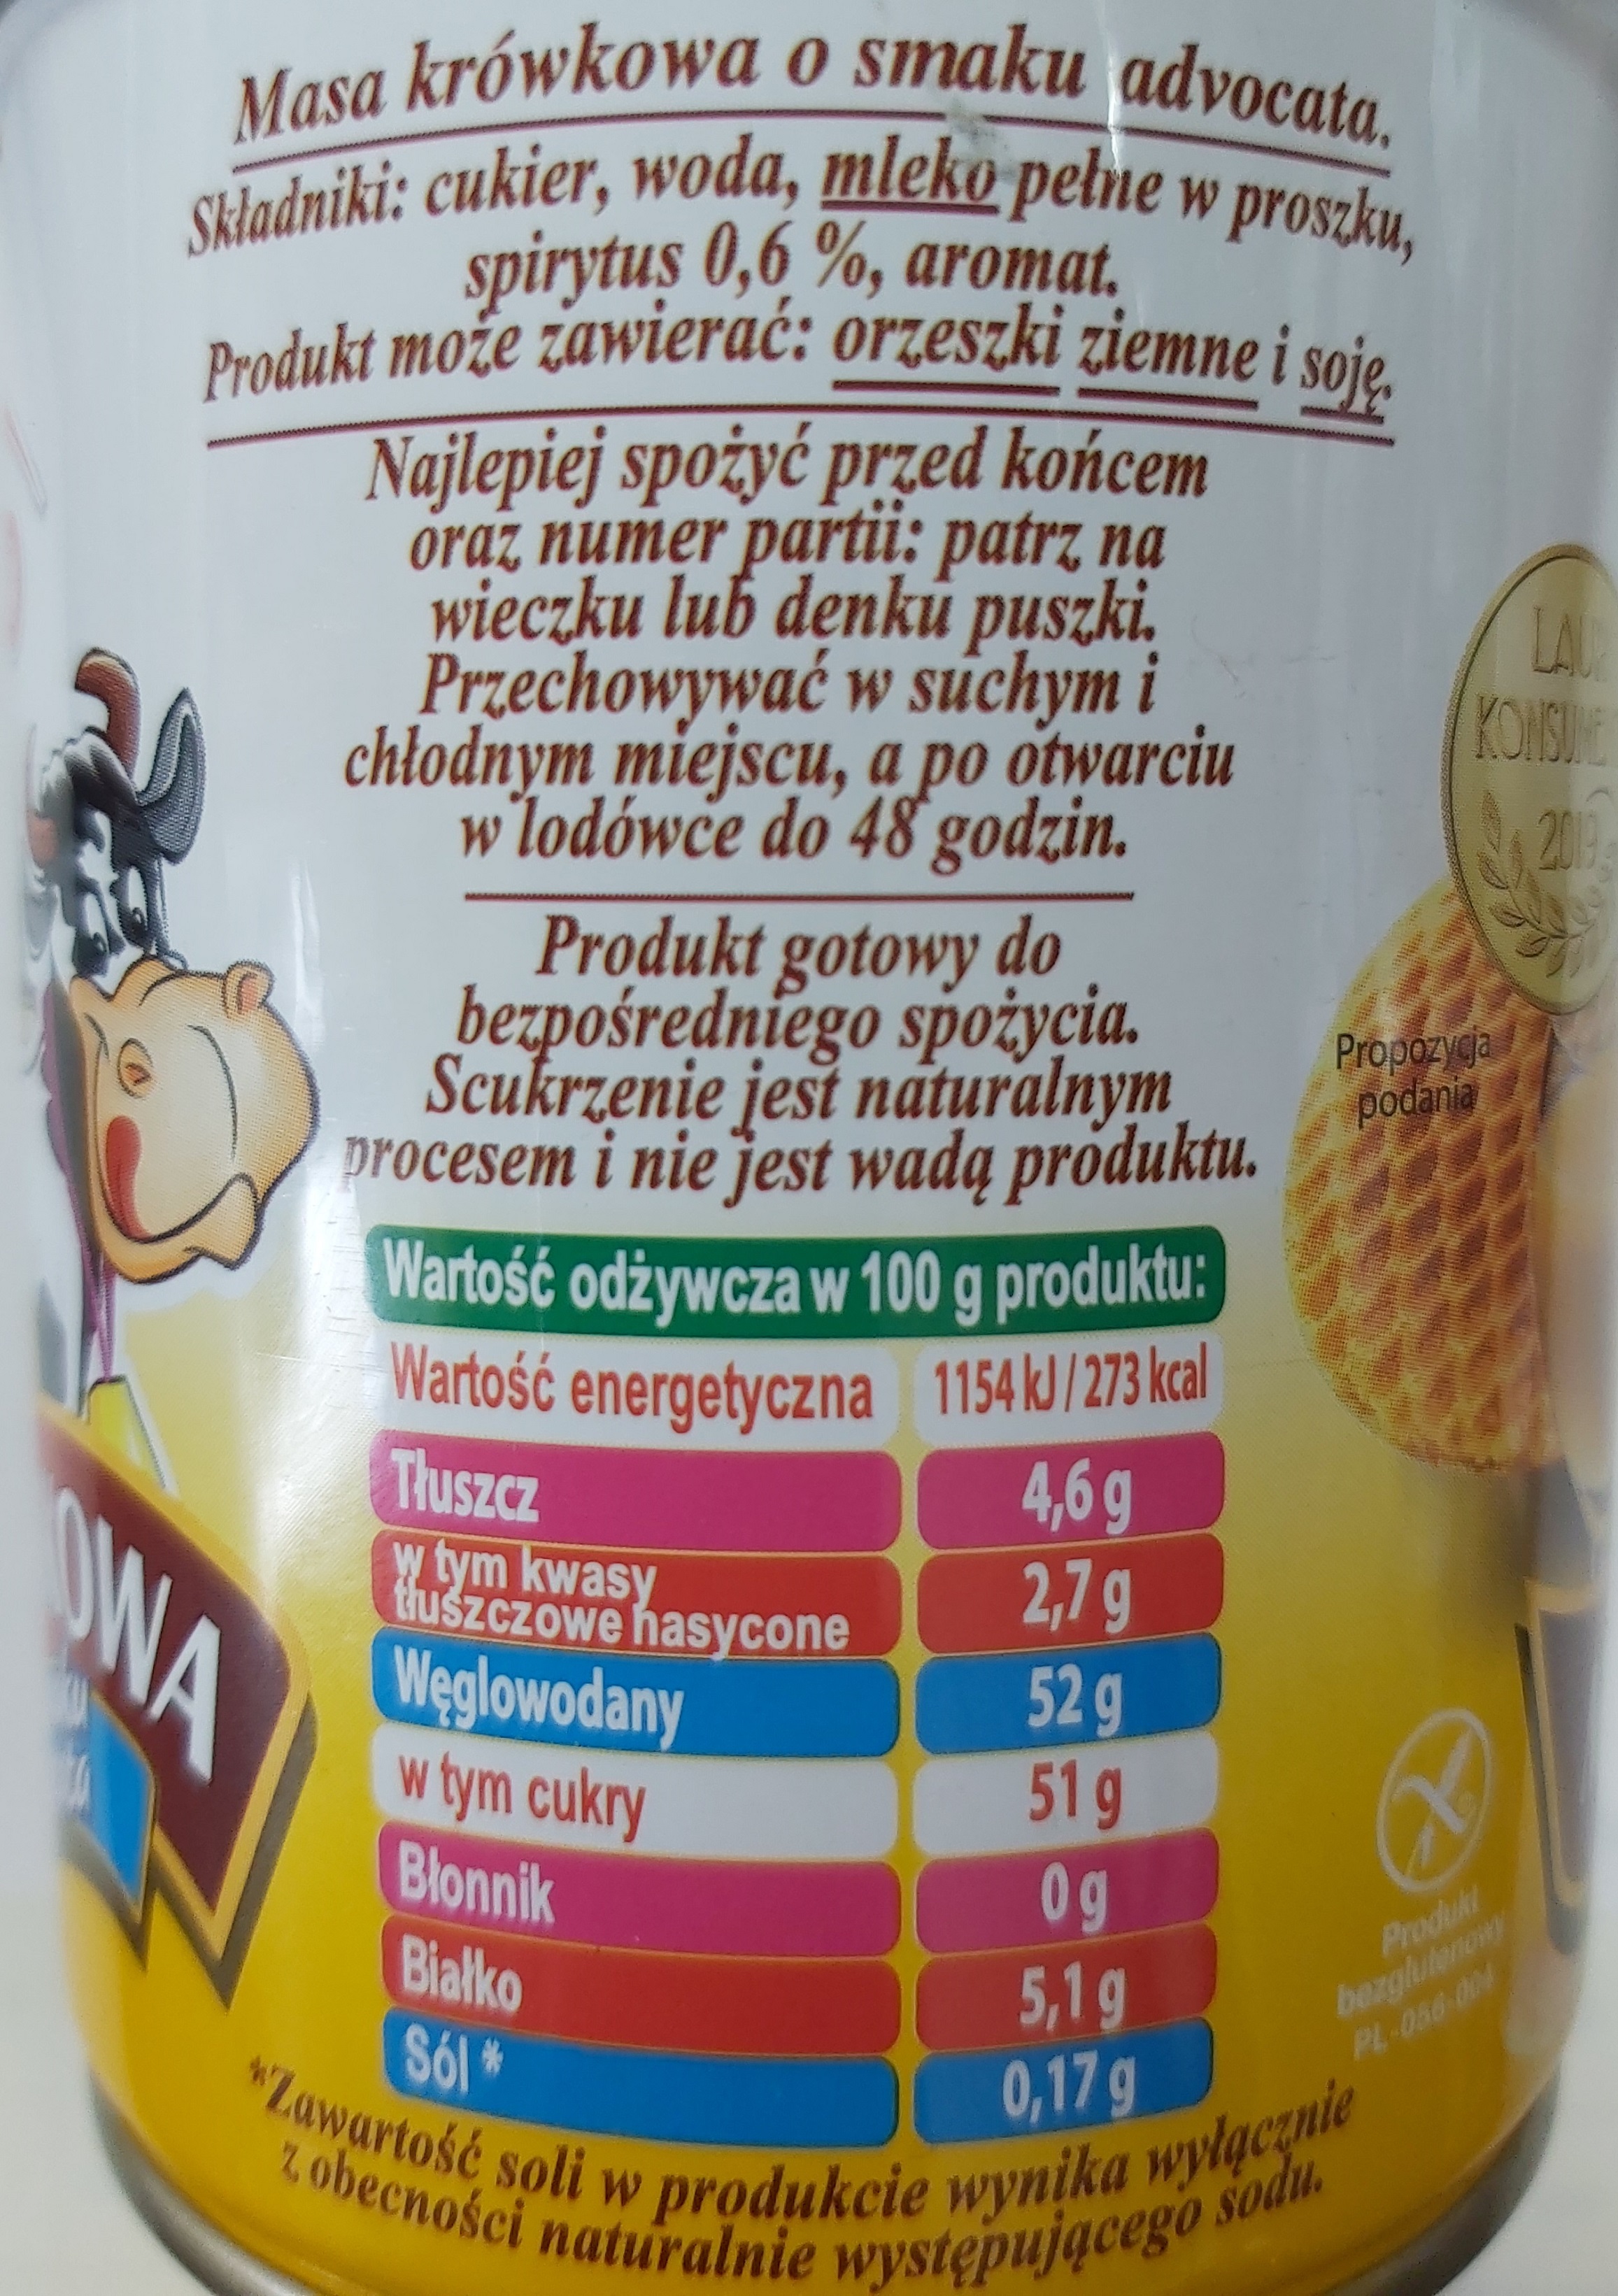 Masa krówkowa o smaku advocata.
Składniki: cukier, woda, mleko pełne w proszku,
spirytus 0,6 %, aromat.
Produkt może zawierać: orzeszki ziemne i soję.
Najlepiej spożyć przed końcem
oraz numer partii: patrz na
wieczku lub denku puszki.
Przechowywać w suchym i
chłodnym miejscu, a po otwarciu
w lodówce do 48 godzin.
Produkt gotowy do
bezpośredniego spożycia.
Scukrzenie jest naturalnym
procesem i nie jest wadą produktu.
Wartość odżywcza w 100 g produktu:
Wartość energetyczna 1154 kJ / 273 kcal
Tłuszcz 4,6 g
w tym kwasy
tłuszczowe nasycone 2,7 g
Węglowodany 52 g
w tym cukry 51 g
Błonnik 0 g
Białko 5,1 g
Sól * 0,17 g
*Zawartość soli w produkcie wynika wyłącznie
z obecności naturalnie występującego sodu.
OWA
LAU
KONSUME
2019
Propozycja
podania
Produkt
bezglutenowy